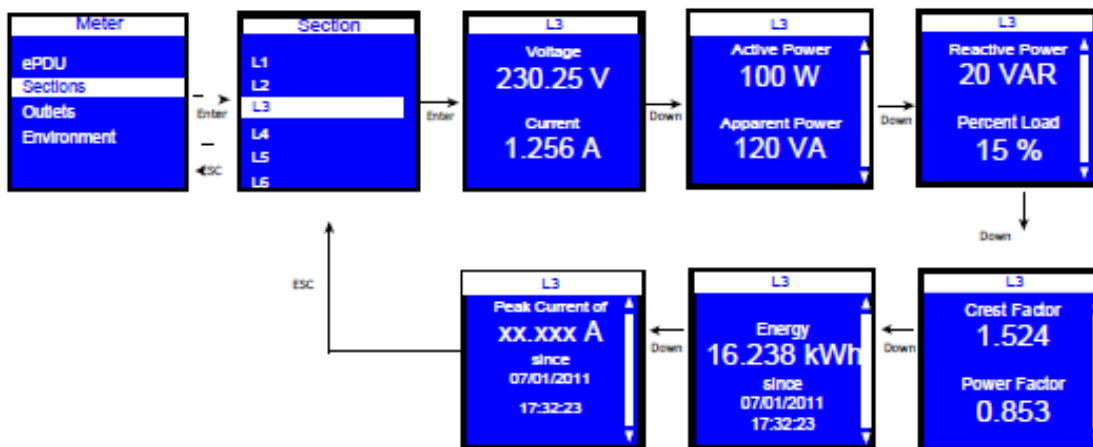 Meter
ePDU
Sections
Outlets
Environment
Enter
ESC
Section
L1
L2
L3
L4
L5
L6
Enter
L3
Voltage
230.25 V
Current
1.256 A
Down
L3
Active Power
100 W
Apparent Power
120 VA
Down
L3
Reactive Power
20 VAR
Percent Load
15 %
Down
L3
Crest Factor
1.524
Power Factor
0.853
Down
L3
Energy
16.238 kWh
since
07/01/2011
17:32:23
Down
L3
Peak Current of
xx.xxx A
since
07/01/2011
17:32:23
ESC